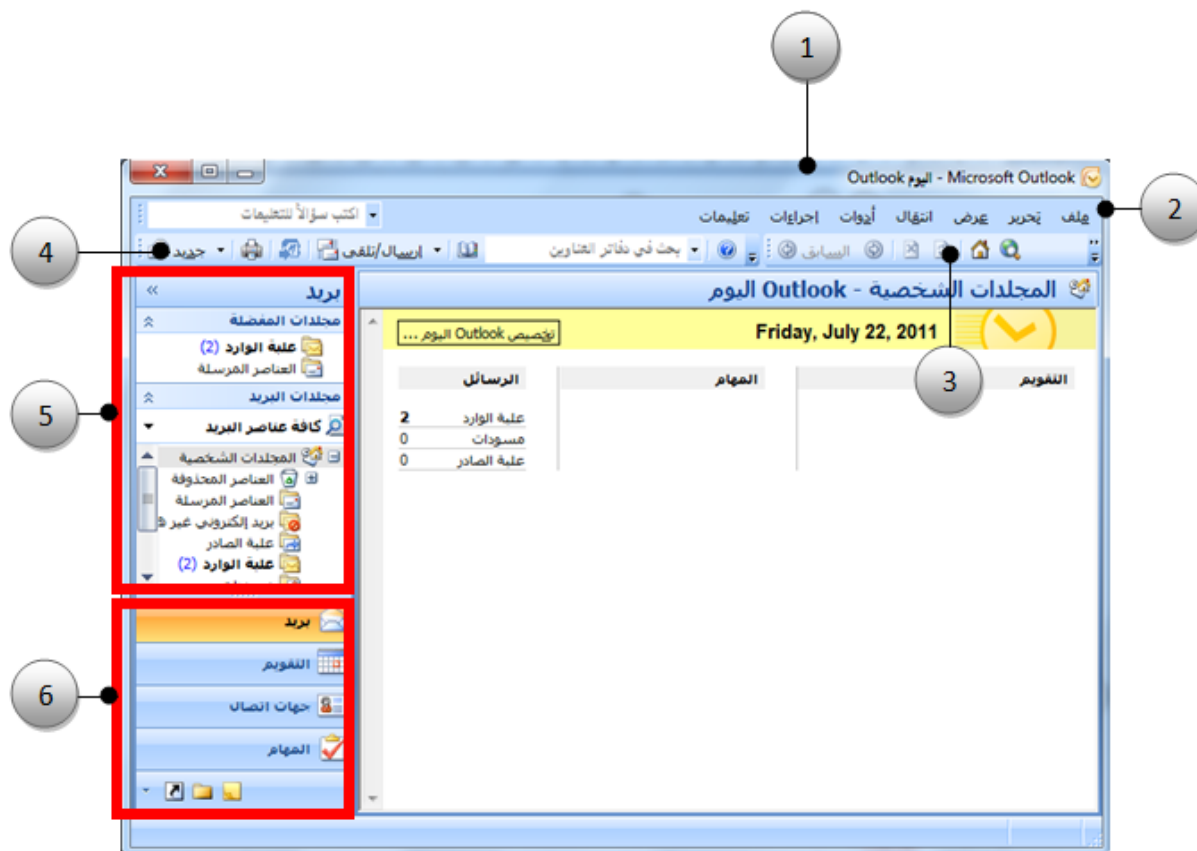 1
Outlook اليوم - Microsoft Outlook
2
ملف تحرير عرض انتقال أدوات إجراءات تعليمات
اكتب سؤالاً للتعليمات
4
السابق
بحث في دفاتر العناوين
إرسال/تلقي
جديد
3
المجلدات الشخصية - Outlook اليوم
Friday, July 22, 2011
تخصيص Outlook اليوم ...
التقويم
المهام
الرسائل
علبة الوارد 2
مسودات 0
علبة الصادر 0
5
بريد
مجلدات المفضلة
علبة الوارد (2)
العناصر المرسلة
مجلدات البريد
كافة عناصر البريد
المجلدات الشخصية
العناصر المحذوفة
العناصر المرسلة
بريد إلكتروني غير
علبة الصادر
علبة الوارد (2)
6
بريد
التقويم
جهات اتصال
المهام